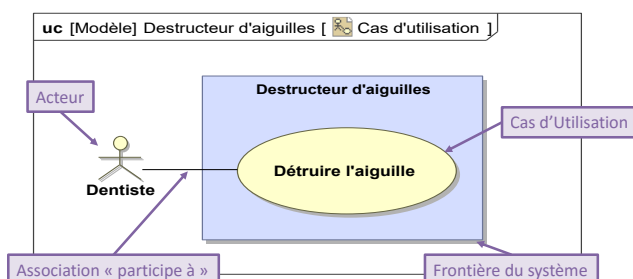 uc [Modèle] Destructeur d'aiguilles [ Cas d'utilisation ]
Acteur
Destructeur d'aiguilles
Cas d'Utilisation
Détruire l'aiguille
Dentiste
Association « participe à »
Frontière du système